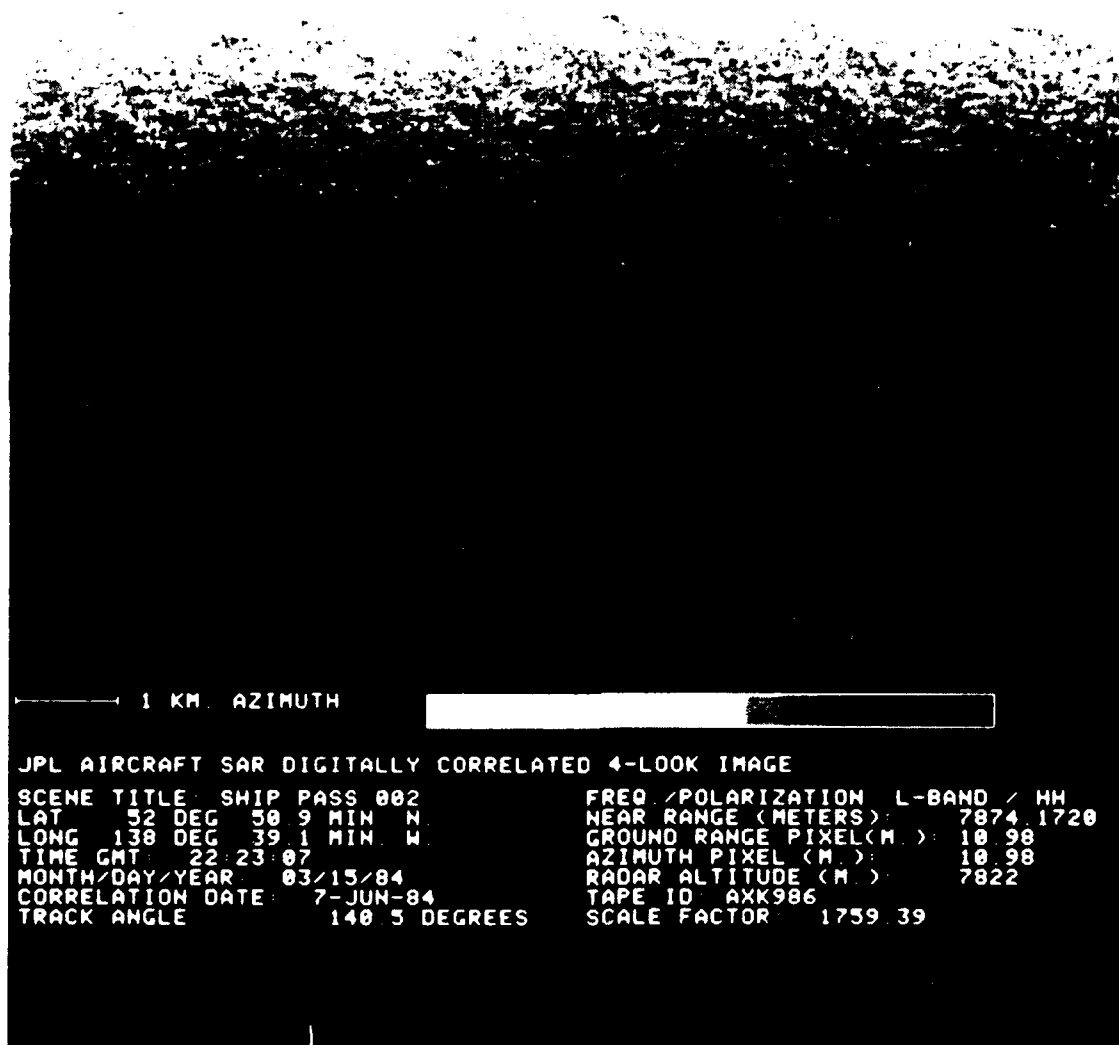 1 KM. AZIMUTH
JPL AIRCRAFT SAR DIGITALLY CORRELATED 4-LOOK IMAGE
SCENE TITLE: SHIP PASS 002
LAT 52 DEG 50.9 MIN N.
LONG 138 DEG 39.1 MIN. W.
TIME GMT: 22:23:07
MONTH/DAY/YEAR: 03/15/84
CORRELATION DATE: 7-JUN-84
TRACK ANGLE 140.5 DEGREES
FREQ./POLARIZATION L-BAND / HH
NEAR RANGE (METERS): 7874.1720
GROUND RANGE PIXEL(M.): 10.98
AZIMUTH PIXEL (M.): 10.98
RADAR ALTITUDE (M.): 7822
TAPE ID: AXK986
SCALE FACTOR: 1759.39